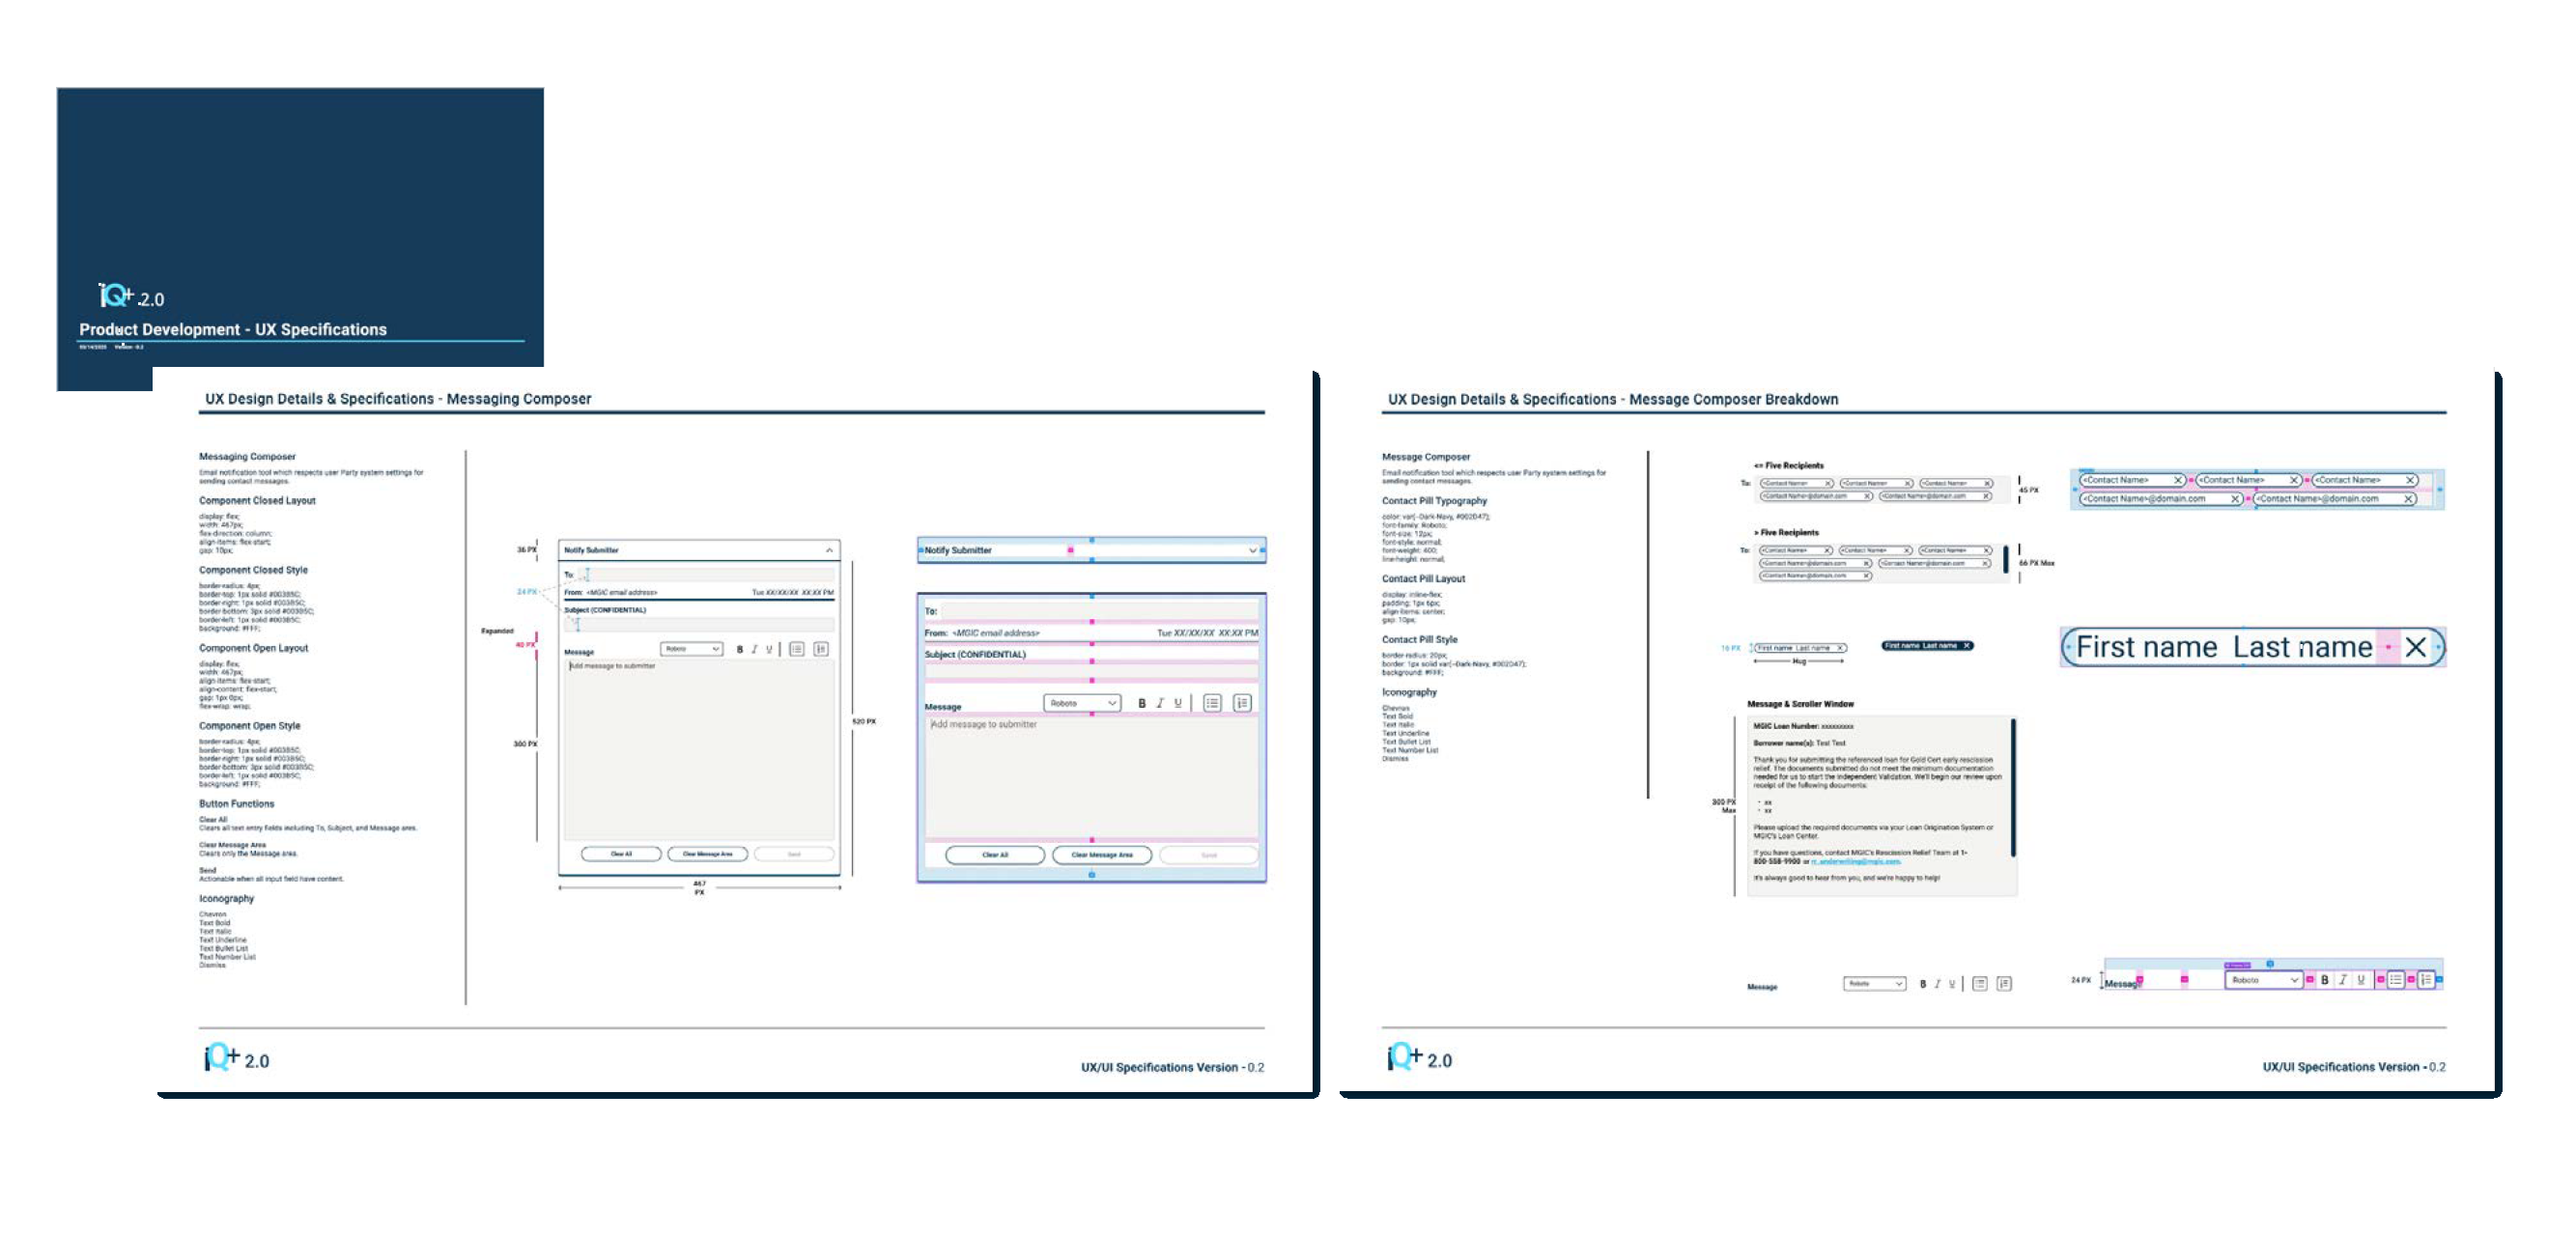 iQ+ 2.0
Product Development - UX Specifications
Version - 0.2
UX Design Details & Specifications - Messaging Composer
Messaging Composer
Email notification tool which respects user Party system settings for
sending contact messages.
Component Closed Layout
display: flex;
width: 467px;
flex-direction: column;
align-items: flex-start;
gap: 10px;
Component Closed Style
border-radius: 4px;
border-top: 1px solid #003B5C;
border-right: 1px solid #003B5C;
border-bottom: 3px solid #003B5C;
border-left: 1px solid #003B5C;
background: #FFF;
Component Open Layout
display: flex;
width: 467px;
align-items: flex-start;
align-content: flex-start;
gap: 1px 0px;
flex-wrap: wrap;
Component Open Style
border-radius: 4px;
border-top: 1px solid #003B5C;
border-right: 1px solid #003B5C;
border-bottom: 3px solid #003B5C;
border-left: 1px solid #003B5C;
background: #FFF;
Button Functions
Clear All
Clears all text entry fields including To, Subject, and Message area.
Clear Message Area
Clears only the Message area.
Send
Actionable when all input field have content.
Iconography
Chevron
Text Bold
Text Italic
Text Underline
Text Bullet List
Text Number List
Dismiss
36 PX
Notify Submitter
To:
24 PX
From: <MGIC email address>
Tue XX/XX/XX XX:XX PM
Subject (CONFIDENTIAL)
Expanded
40 PX
Message
Roboto
B I U
Add message to submitter
520 PX
300 PX
Clear All
Clear Message Area
Send
467
PX
Notify Submitter
To:
From: <MGIC email address>
Tue XX/XX/XX XX:XX PM
Subject (CONFIDENTIAL)
Message
Roboto
B I U
Add message to submitter
Clear All
Clear Message Area
Send
iQ+ 2.0
UX/UI Specifications Version - 0.2
UX Design Details & Specifications - Message Composer Breakdown
Message Composer
Email notification tool which respects user Party system settings for
sending contact messages.
Contact Pill Typography
color: var(--Dark-Navy, #002D47);
font-family: Roboto;
font-size: 12px;
font-style: normal;
font-weight: 400;
line-height: normal;
Contact Pill Layout
display: inline-flex;
padding: 1px 6px;
align-items: center;
gap: 10px;
Contact Pill Style
border-radius: 20px;
border: 1px solid var(--Dark-Navy, #002D47);
background: #FFF;
Iconography
Chevron
Text Bold
Text Italic
Text Underline
Text Bullet List
Text Number List
Dismiss
<= Five Recipients
To:
<Contact Name> <Contact Name> <Contact Name>
<Contact Name>@domain.com <Contact Name>@domain.com
45 PX
<Contact Name> <Contact Name> <Contact Name>
<Contact Name>@domain.com <Contact Name>@domain.com
> Five Recipients
To:
<Contact Name> <Contact Name> <Contact Name>
<Contact Name>@domain.com <Contact Name>@domain.com
<Contact Name>@domain.com
66 PX Max
16 PX
First name Last name
Hug
First name Last name
First name Last name
Message & Scroller Window
MGIC Loan Number: xxxxxxxxx
Borrower name(s): Test Test
Thank you for submitting the referenced loan for Gold Cert early rescission
relief. The documents submitted do not meet the minimum documentation
needed for us to start the Independent Validation. We'll begin our review upon
receipt of the following documents:
• xx
• xx
300 PX
Max
Please upload the required documents via your Loan Origination System or
MGIC's Loan Center.
If you have questions, contact MGIC's Rescission Relief Team at 1-
800-558-9900 or rr_underwriting@mgic.com.
It's always good to hear from you, and we're happy to help!
Message
Roboto
B I U
24 PX
Message
Roboto
B I U
iQ+ 2.0
UX/UI Specifications Version - 0.2